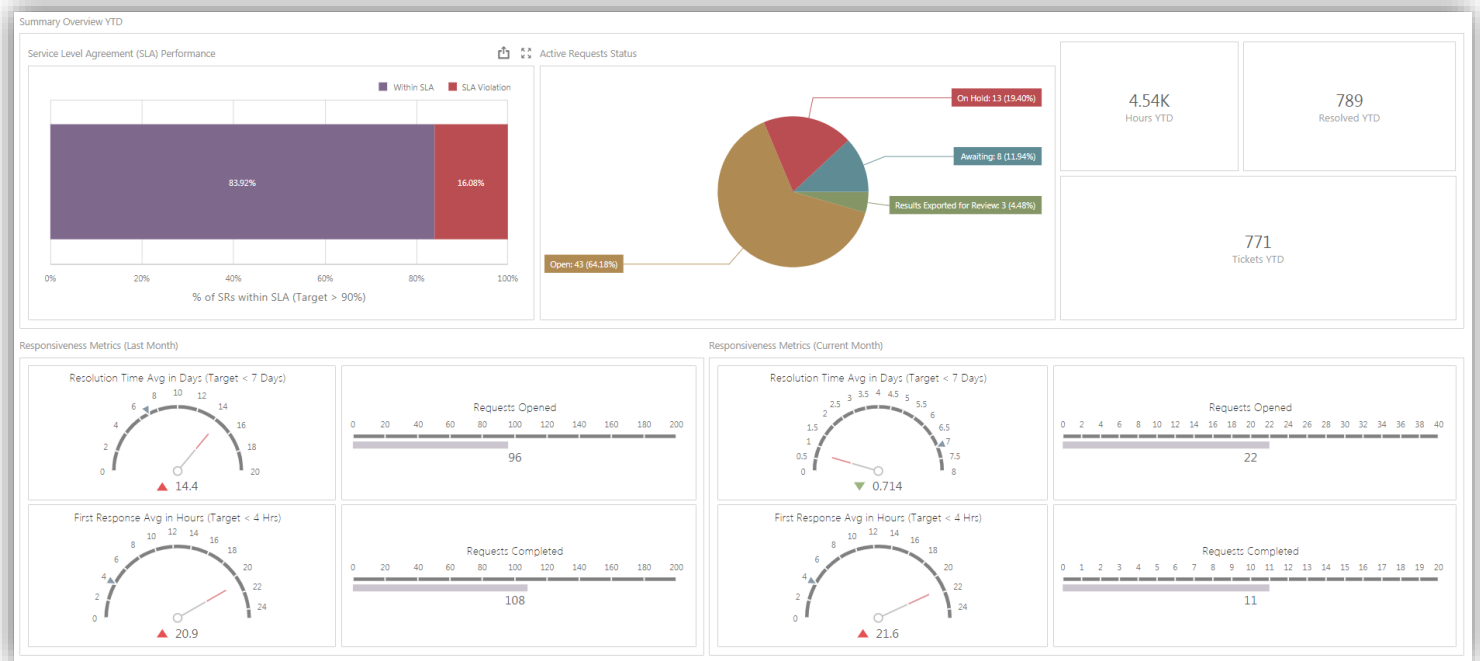 Summary Overview YTD
Service Level Agreement (SLA) Performance
Within SLA SLA Violation
83.92% 16.08%
0% 20% 40% 60% 80% 100%
% of SRs within SLA (Target > 90%)
Active Requests Status
On Hold: 13 (19.40%)
Awaiting: 8 (11.94%)
Results Exported for Review: 3 (4.48%)
Open: 43 (64.18%)
4.54K
Hours YTD
789
Resolved YTD
771
Tickets YTD
Responsiveness Metrics (Last Month)
Resolution Time Avg in Days (Target < 7 Days)
0 2 4 6 8 10 12 14 16 18 20
14.4
Requests Opened
0 20 40 60 80 100 120 140 160 180 200
96
First Response Avg in Hours (Target < 4 Hrs)
0 2 4 6 8 10 12 14 16 18 20 22 24
20.9
Requests Completed
0 20 40 60 80 100 120 140 160 180 200
108
Responsiveness Metrics (Current Month)
Resolution Time Avg in Days (Target < 7 Days)
0 0.5 1 1.5 2 2.5 3 3.5 4 4.5 5 5.5 6 6.5 7 7.5 8
0.714
Requests Opened
0 2 4 6 8 10 12 14 16 18 20 22 24 26 28 30 32 34 36 38 40
22
First Response Avg in Hours (Target < 4 Hrs)
0 2 4 6 8 10 12 14 16 18 20 22 24
21.6
Requests Completed
0 1 2 3 4 5 6 7 8 9 10 11 12 13 14 15 16 17 18 19 20
11